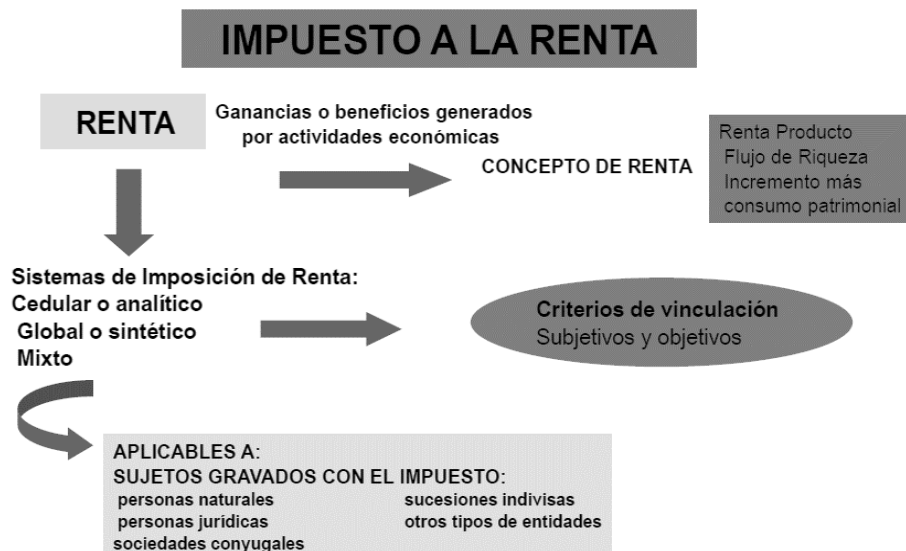 IMPUESTO A LA RENTA
RENTA
Ganancias o beneficios generados
por actividades económicas
CONCEPTO DE RENTA
Renta Producto
Flujo de Riqueza
Incremento más
consumo patrimonial
Sistemas de Imposición de Renta:
Cedular o analítico
Global o sintético
Mixto
Criterios de vinculación
Subjetivos y objetivos
APLICABLES A:
SUJETOS GRAVADOS CON EL IMPUESTO:
personas naturales
sucesiones indivisas
personas jurídicas
otros tipos de entidades
sociedades conyugales